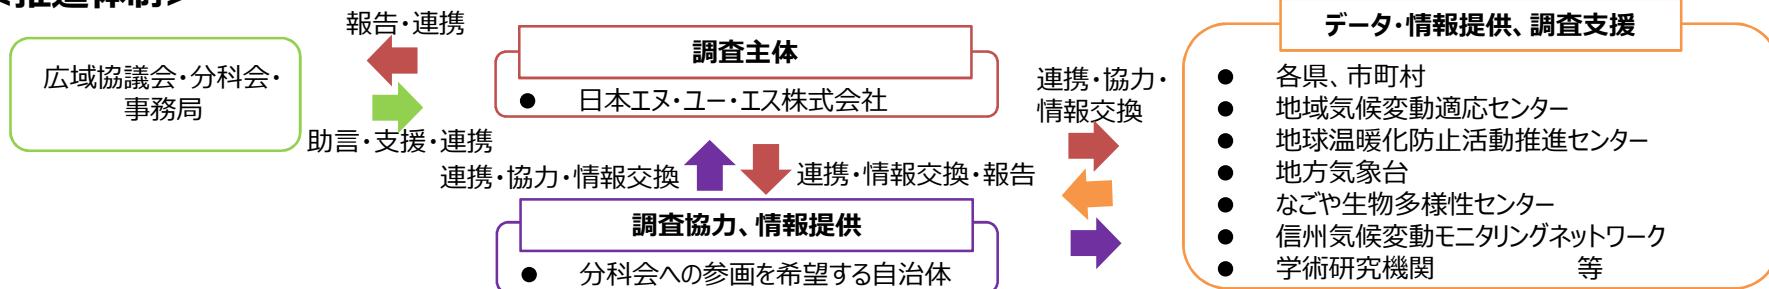 ＜推進体制＞
報告・連携
広域協議会・分科会・
事務局
助言・支援・連携
調査主体
● 日本エヌ・ユー・エス株式会社
連携・協力・情報交換
連携・情報交換・報告
調査協力、情報提供
● 分科会への参画を希望する自治体
連携・協力・
情報交換
データ・情報提供、調査支援
● 各県、市町村
● 地域気候変動適応センター
● 地球温暖化防止活動推進センター
● 地方気象台
● なごや生物多様性センター
● 信州気候変動モニタリングネットワーク
● 学術研究機関 等